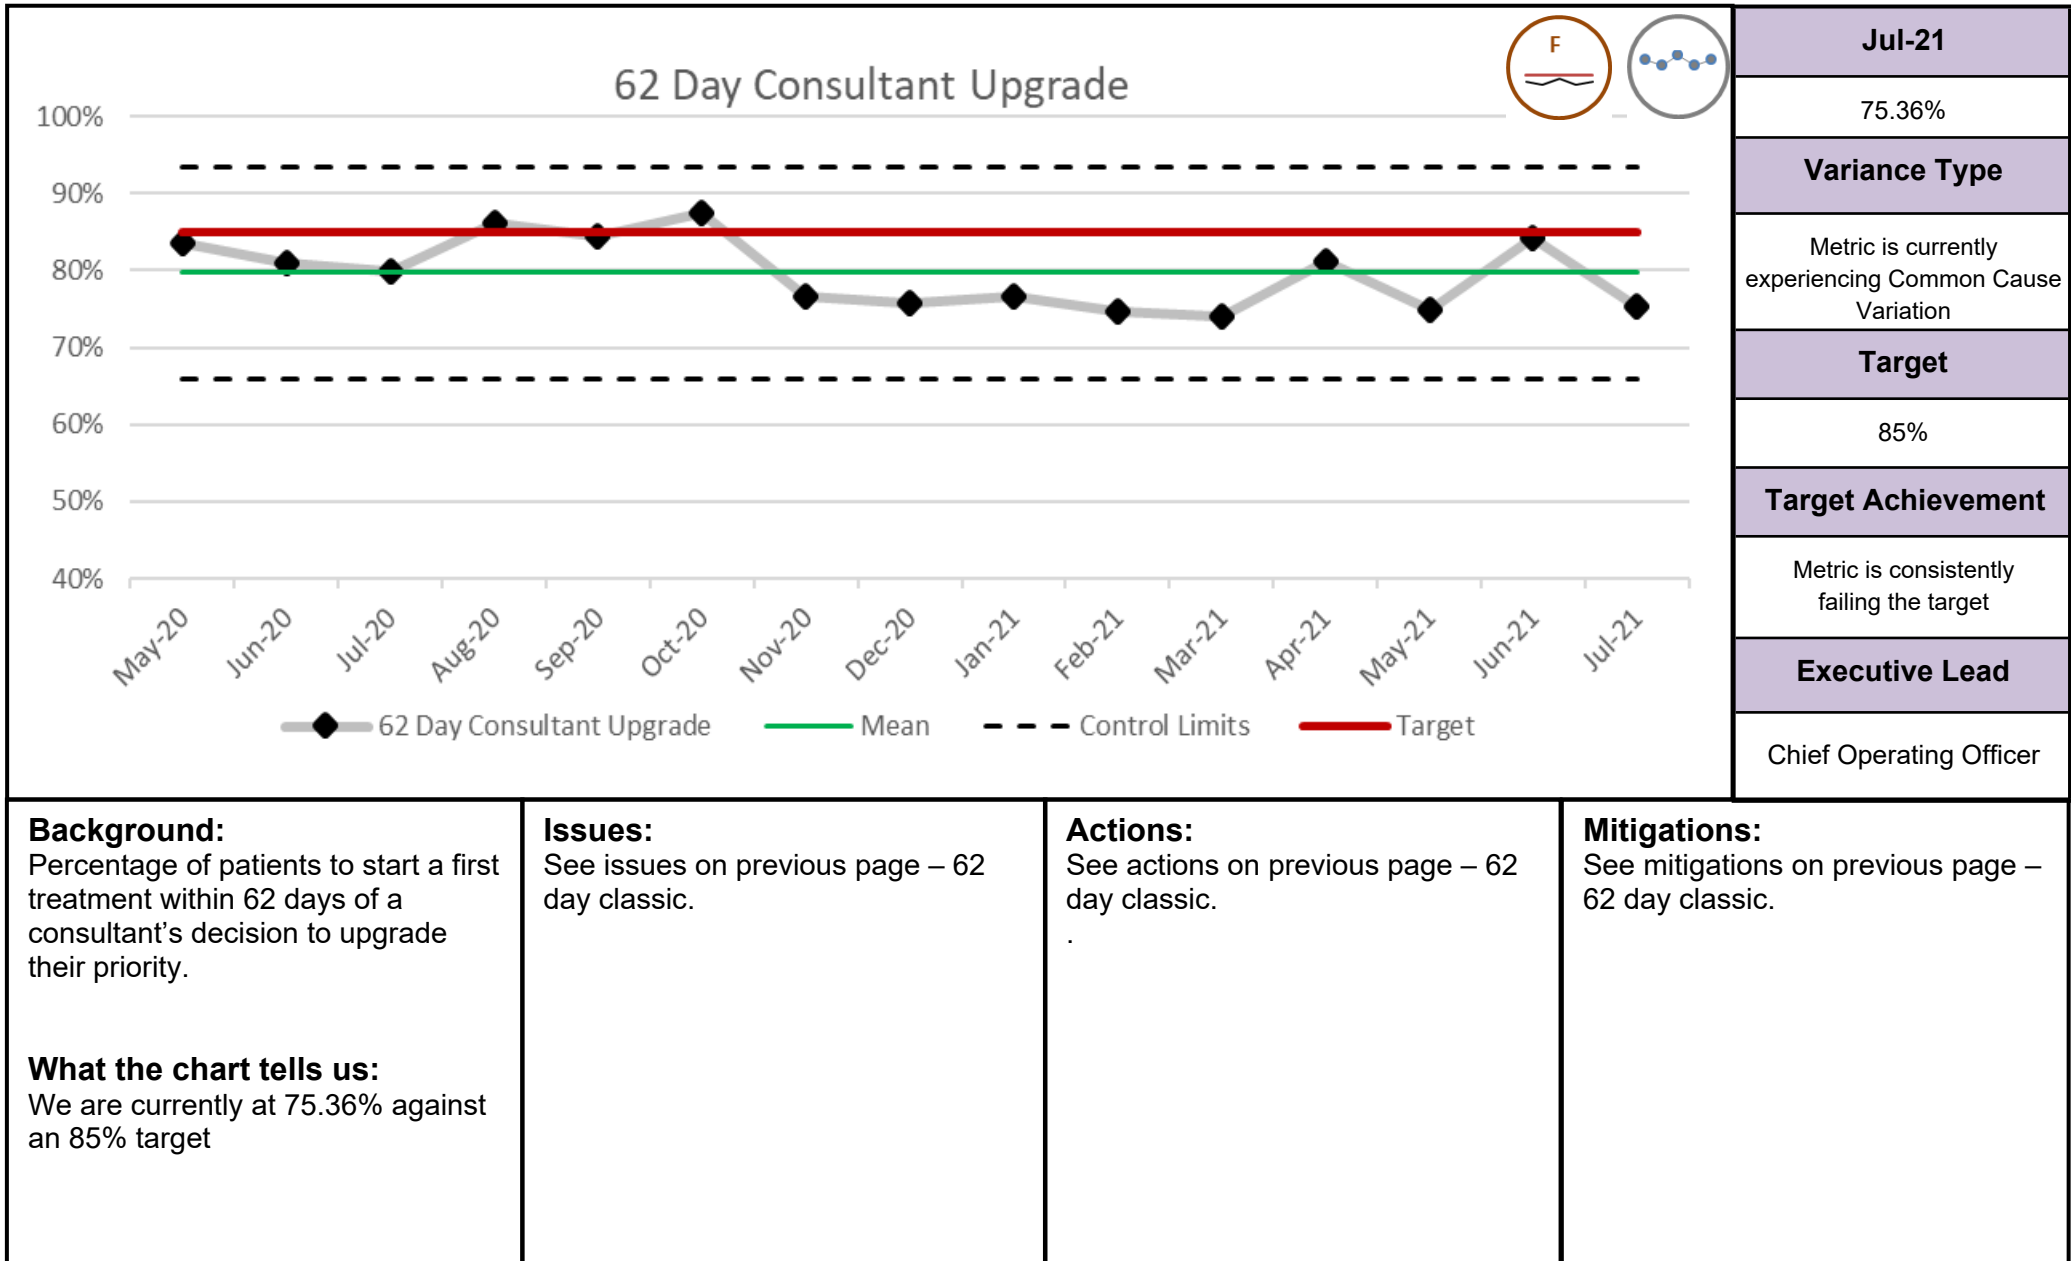 F
62 Day Consultant Upgrade
100%
90%
80%
70%
60%
50%
40%
May-20
Jun-20
Jul-20
Aug-20
Sep-20
Oct-20
Nov-20
Dec-20
Jan-21
Feb-21
Mar-21
Apr-21
May-21
Jun-21
Jul-21
62 Day Consultant Upgrade
Mean
Control Limits
Target
Jul-21
75.36%
Variance Type
Metric is currently
experiencing Common Cause
Variation
Target
85%
Target Achievement
Metric is consistently
failing the target
Executive Lead
Chief Operating Officer
Background:
Percentage of patients to start a first
treatment within 62 days of a
consultant’s decision to upgrade
their priority.
What the chart tells us:
We are currently at 75.36% against
an 85% target
Issues:
See issues on previous page – 62
day classic.
Actions:
See actions on previous page – 62
day classic.
.
Mitigations:
See mitigations on previous page –
62 day classic.